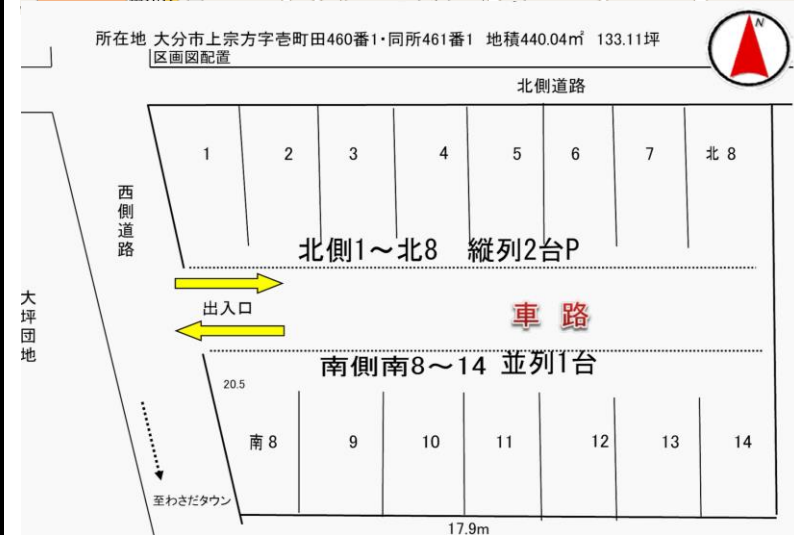 所在地 大分市上宗方字壱町田460番1・同所461番1 地積440.04㎡ 133.11坪
区画図配置
N
北側道路
1 2 3 4 5 6 7 北 8
西側道路
北側1～北8 縦列2台P
大坪団地
出入口
車 路
南側南8～14 並列1台
20.5
南 8 9 10 11 12 13 14
至わさだタウン
17.9m